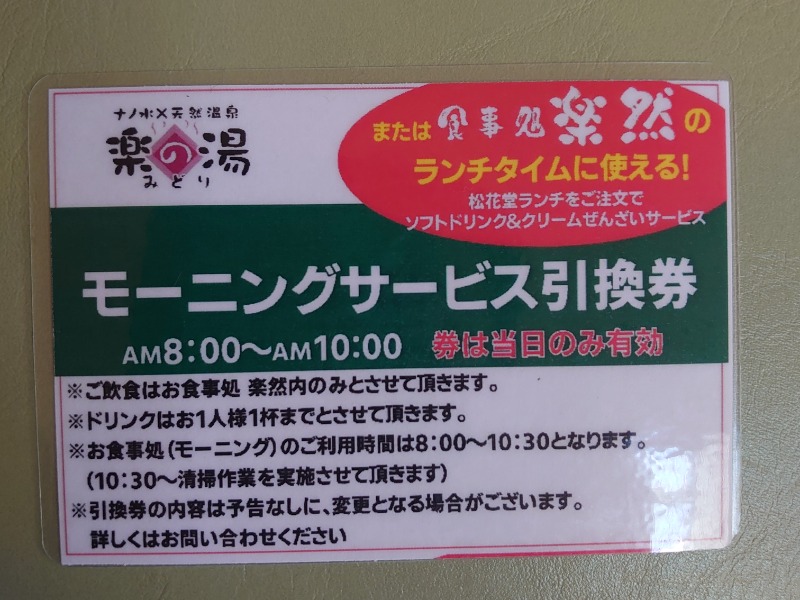 ナノ水×天然温泉
楽の湯
みどり
または食事処楽然の
ランチタイムに使える!
松花堂ランチをご注文で
ソフトドリンク&クリームぜんざいサービス
モーニングサービス引換券
AM8:00〜AM10:00 券は当日のみ有効
※ご飲食はお食事処 楽然内のみとさせて頂きます。
※ドリンクはお1人様1杯までとさせて頂きます。
※お食事処(モーニング)のご利用時間は8:00〜10:30となります。
(10:30〜清掃作業を実施させて頂きます)
※引換券の内容は予告なしに、変更となる場合がございます。
詳しくはお問い合わせください